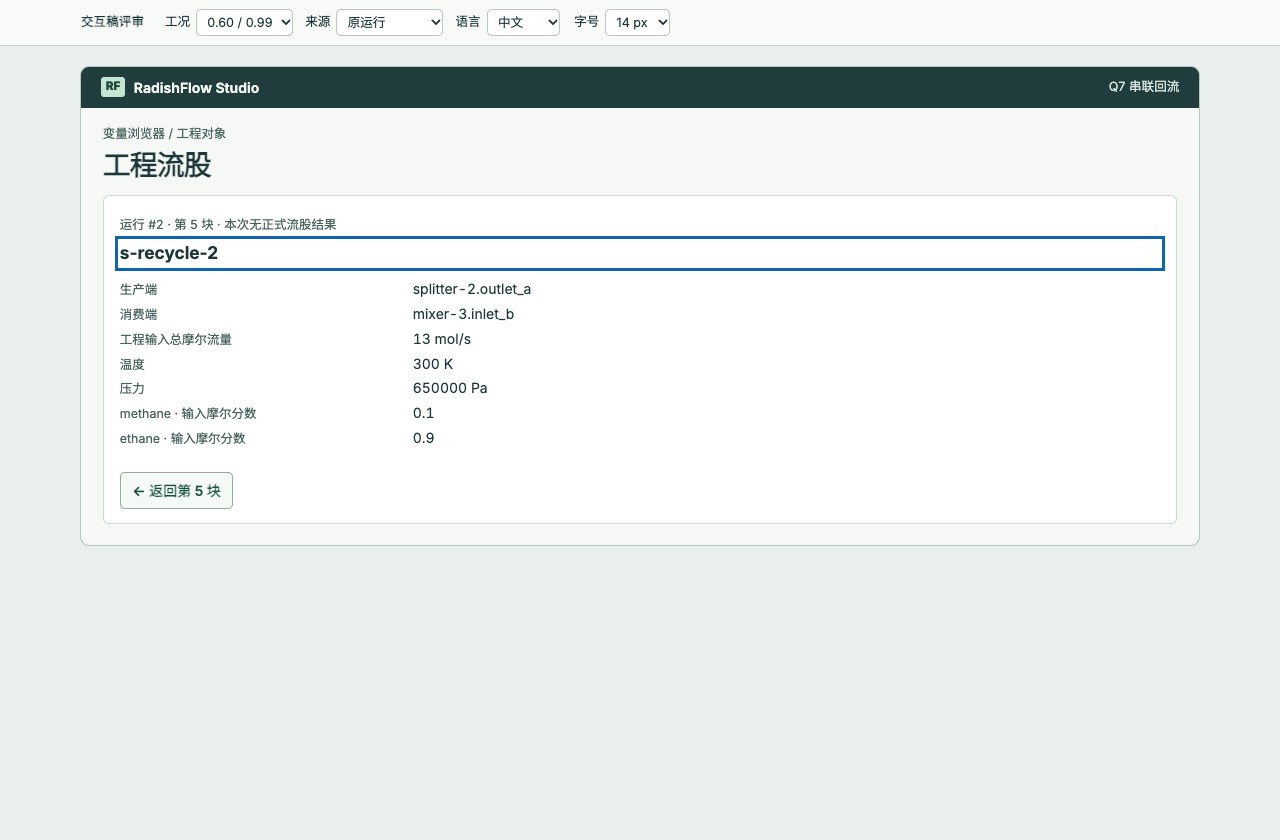 交互稿评审 工况 0.60 / 0.99 来源 原运行 语言 中文 字号 14 px
RF RadishFlow Studio Q7 串联回流
变量浏览器 / 工程对象
工程流股
运行 #2 · 第 5 块 · 本次无正式流股结果
s-recycle-2
生产端 splitter-2.outlet_a
消费端 mixer-3.inlet_b
工程输入总摩尔流量 13 mol/s
温度 300 K
压力 650000 Pa
methane · 输入摩尔分数 0.1
ethane · 输入摩尔分数 0.9
← 返回第 5 块